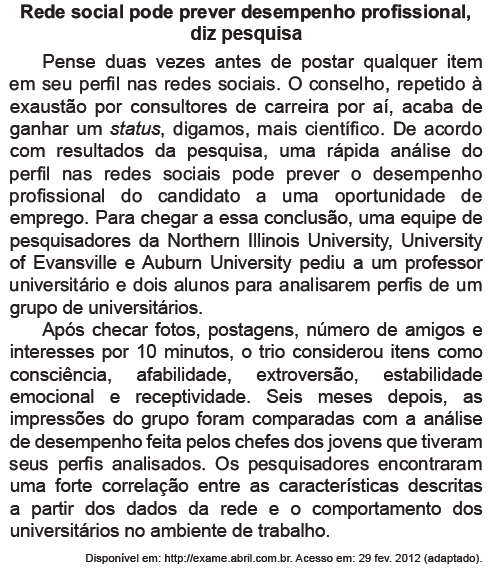 Rede social pode prever desempenho profissional,
diz pesquisa
Pense duas vezes antes de postar qualquer item
em seu perfil nas redes sociais. O conselho, repetido à
exaustão por consultores de carreira por aí, acaba de
ganhar um status, digamos, mais científico. De acordo
com resultados da pesquisa, uma rápida análise do
perfil nas redes sociais pode prever o desempenho
profissional do candidato a uma oportunidade de
emprego. Para chegar a essa conclusão, uma equipe de
pesquisadores da Northern Illinois University, University
of Evansville e Auburn University pediu a um professor
universitário e dois alunos para analisarem perfis de um
grupo de universitários.
Após checar fotos, postagens, número de amigos e
interesses por 10 minutos, o trio considerou itens como
consciência, afabilidade, extroversão, estabilidade
emocional e receptividade. Seis meses depois, as
impressões do grupo foram comparadas com a análise
de desempenho feita pelos chefes dos jovens que tiveram
seus perfis analisados. Os pesquisadores encontraram
uma forte correlação entre as características descritas
a partir dos dados da rede e o comportamento dos
universitários no ambiente de trabalho.
Disponível em: http://exame.abril.com.br. Acesso em: 29 fev. 2012 (adaptado).